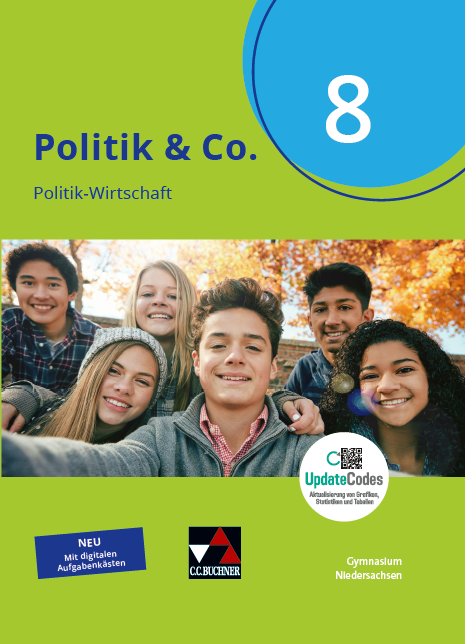 8
Politik & Co.
Politik-Wirtschaft
UpdateCodes
Aktualisierung von Grafiken,
Statistiken und Tabellen
NEU
Mit digitalen
Aufgabenkästen
C.C.BUCHNER
Gymnasium
Niedersachsen